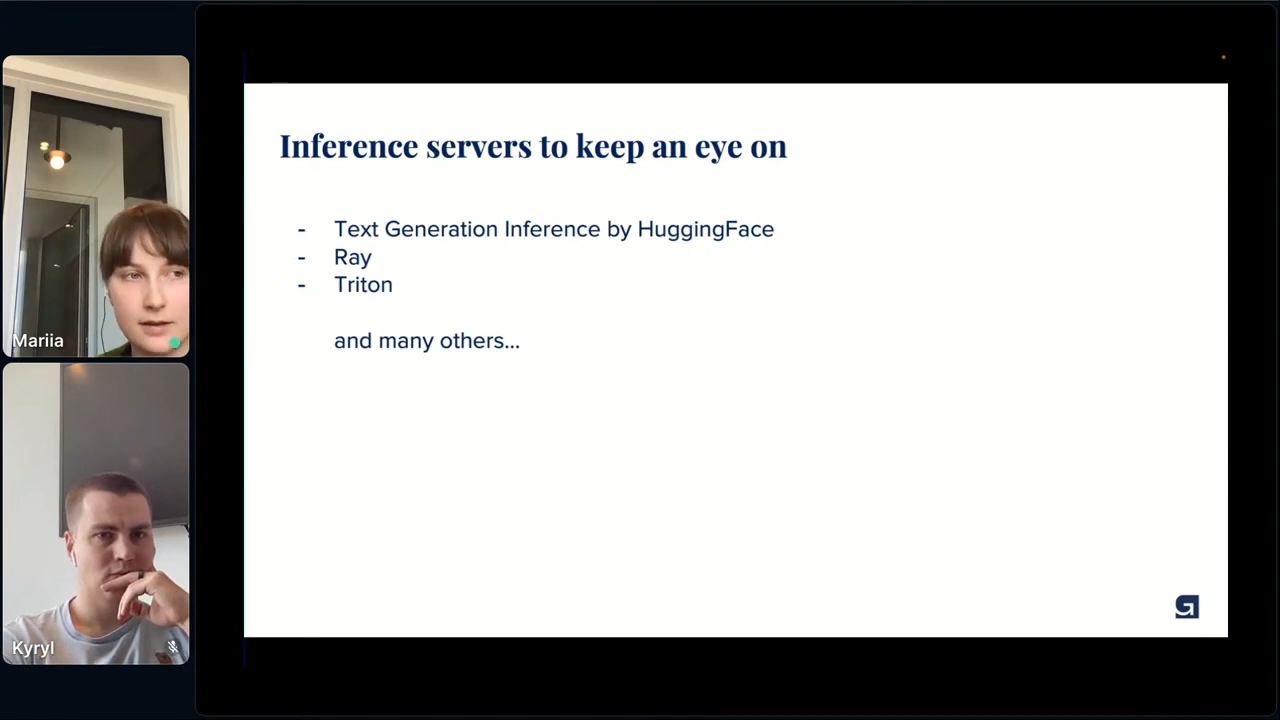 Mariia
Kyryl
Inference servers to keep an eye on
- Text Generation Inference by HuggingFace
- Ray
- Triton
and many others...